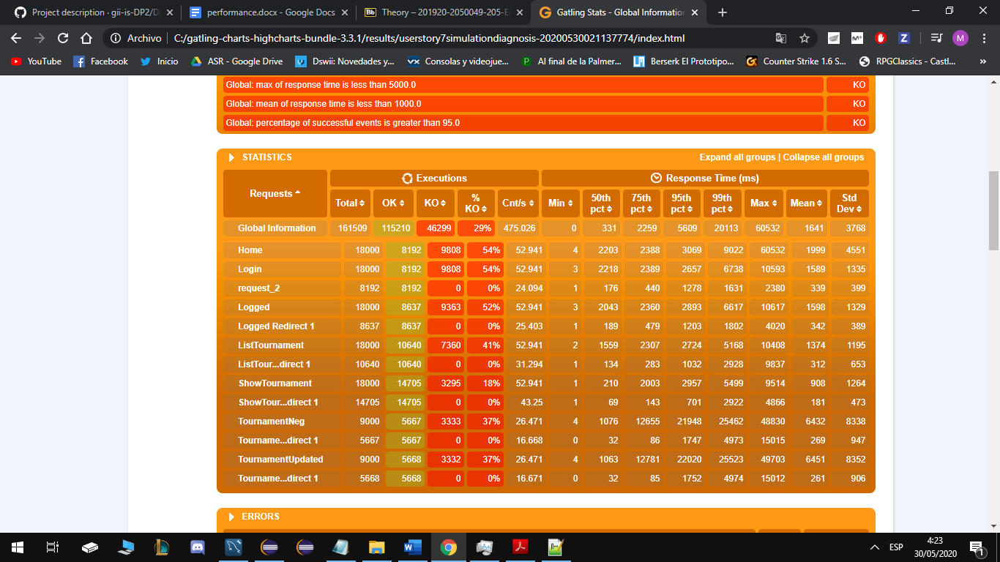 Project description · gii-is-DP2/D
performance.docx - Google Docs
Theory – 201920-2050049-205-E
Gatling Stats - Global Information
Archivo | C:/gatling-charts-highcharts-bundle-3.3.1/results/userstory7simulationdiagnosis-20200530021137774/index.html
YouTube Facebook Inicio ASR - Google Drive Dswii: Novedades y... Consolas y videojue... Al final de la Palmer... Berserk El Prototipo... Counter Strike 1.6 S... RPGClassics - Castl... »
Global: max of response time is less than 5000.0 KO
Global: mean of response time is less than 1000.0 KO
Global: percentage of successful events is greater than 95.0 KO
STATISTICS Expand all groups | Collapse all groups
Requests Executions Response Time (ms)
Total OK KO % KO Cnt/s Min 50th pct 75th pct 95th pct 99th pct Max Mean Std Dev
Global Information 161509 115210 46299 29% 475.026 0 331 2259 5609 20113 60532 1641 3768
Home 18000 8192 9808 54% 52.941 4 2203 2388 3069 9022 60532 1999 4551
Login 18000 8192 9808 54% 52.941 3 2218 2389 2657 6738 10593 1589 1335
request_2 8192 8192 0 0% 24.094 1 176 440 1278 1631 2380 339 399
Logged 18000 8637 9363 52% 52.941 3 2043 2360 2893 6617 10617 1598 1329
Logged Redirect 1 8637 8637 0 0% 25.403 1 189 479 1203 1802 4020 342 389
ListTournament 18000 10640 7360 41% 52.941 2 1559 2307 2724 5168 10408 1374 1195
ListTour...direct 1 10640 10640 0 0% 31.294 1 134 283 1032 2928 9837 312 653
ShowTournament 18000 14705 3295 18% 52.941 1 210 2003 2957 5499 9514 908 1264
ShowTour...direct 1 14705 14705 0 0% 43.25 1 69 143 701 2922 4866 181 473
TournamentNeg 9000 5667 3333 37% 26.471 4 1076 12655 21948 25462 48830 6432 8338
Tourname...direct 1 5667 5667 0 0% 16.668 0 32 86 1747 4973 15015 269 947
TournamentUpdated 9000 5668 3332 37% 26.471 4 1063 12781 22020 25523 49703 6451 8352
Tourname...direct 1 5668 5668 0 0% 16.671 0 32 85 1752 4974 15012 261 906
ERRORS
ESP
4:23
30/05/2020
1